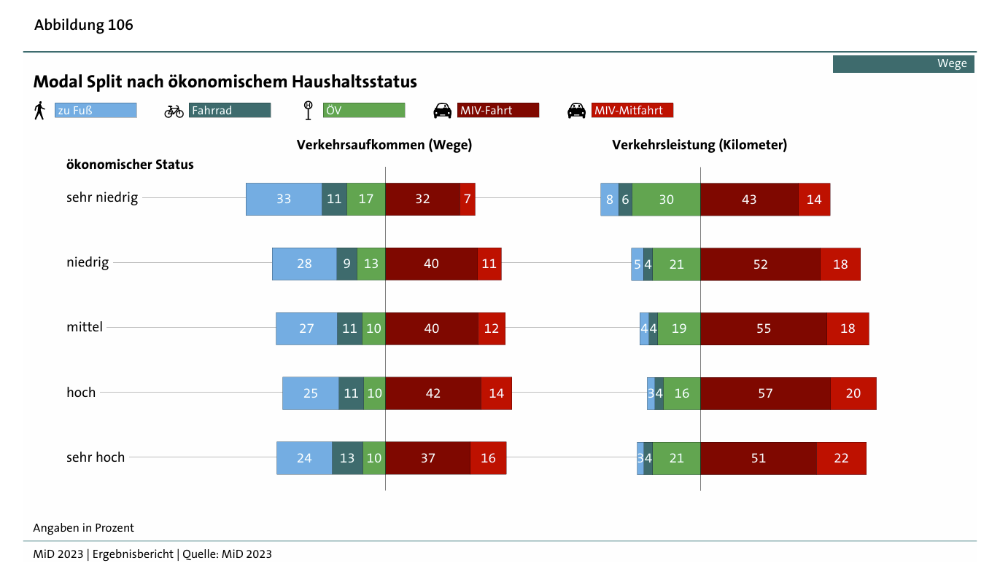 Abbildung 106
Wege
Modal Split nach ökonomischem Haushaltsstatus
zu Fuß Fahrrad ÖV MIV-Fahrt MIV-Mitfahrt
Verkehrsaufkommen (Wege) Verkehrsleistung (Kilometer)
ökonomischer Status
sehr niedrig 33 11 17 32 7 8 6 30 43 14
niedrig 28 9 13 40 11 5 4 21 52 18
mittel 27 11 10 40 12 4 4 19 55 18
hoch 25 11 10 42 14 3 4 16 57 20
sehr hoch 24 13 10 37 16 3 4 21 51 22
Angaben in Prozent
MiD 2023 | Ergebnisbericht | Quelle: MiD 2023